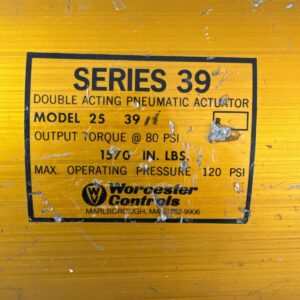 SERIES 39
DOUBLE ACTING PNEUMATIC ACTUATOR
MODEL 25 39
OUTPUT TORQUE @ 80 PSI
1570 IN. LBS.
MAX. OPERATING PRESSURE, 120 PSI
W Worcester
Controls
MARLBOROUGH, MA 01752-9906